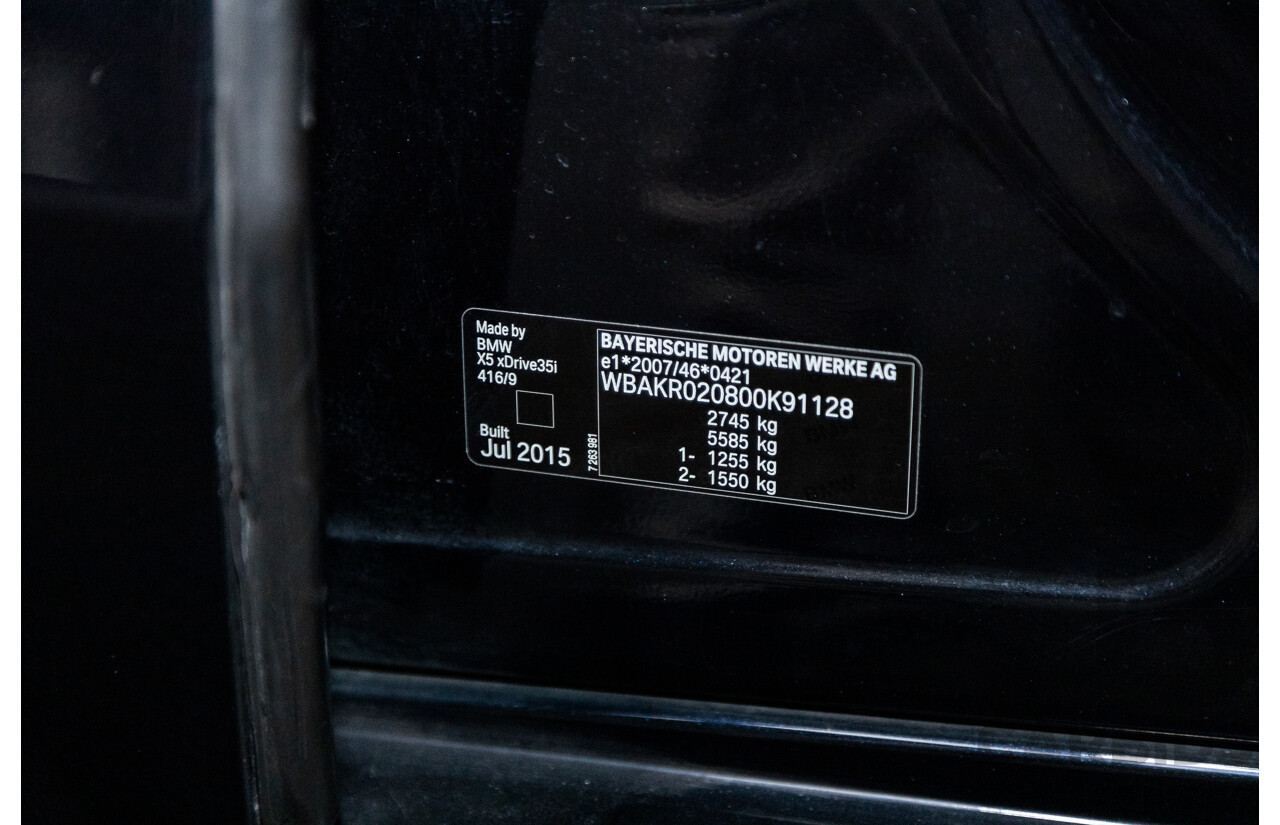 Made by
BMW
X5 xDrive35i
416/9
Built
Jul 2015
7 263 981
BAYERISCHE MOTOREN WERKE AG
e1*2007/46*0421
WBAKR020800K91128
2745 kg
5585 kg
1- 1255 kg
2- 1550 kg